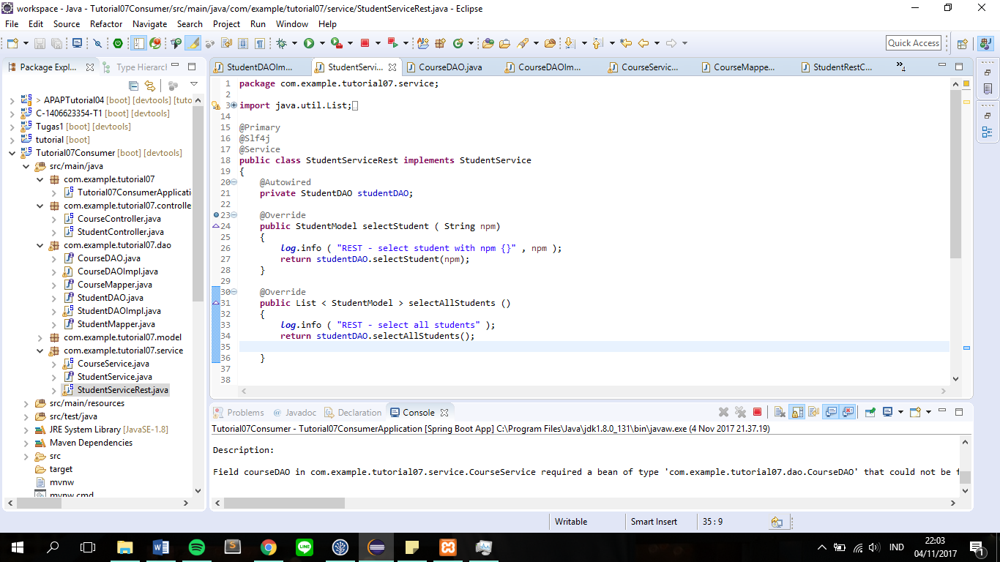 workspace - Java - Tutorial07Consumer/src/main/java/com/example/tutorial07/service/StudentServiceRest.java - Eclipse
File Edit Source Refactor Navigate Search Project Run Window Help
Quick Access
Package Expl... Type Hierarcl
StudentDAOIm... StudentServi... CourseDAO.java CourseDAOIm... CourseServic... CourseMappe... StudentRestC... »4
> APAPTutorial04 [boot] [devtools] [tuto
C-1406623354-T1 [boot] [devtools]
Tugas1 [boot] [devtools]
tutorial [boot]
Tutorial07Consumer [boot] [devtools]
src/main/java
com.example.tutorial07
Tutorial07ConsumerApplicati
com.example.tutorial07.controlle
CourseController.java
StudentController.java
com.example.tutorial07.dao
CourseDAO.java
CourseDAOImpl.java
CourseMapper.java
StudentDAO.java
StudentDAOImpl.java
StudentMapper.java
com.example.tutorial07.model
com.example.tutorial07.service
CourseService.java
StudentService.java
StudentServiceRest.java
src/main/resources
src/test/java
JRE System Library [JavaSE-1.8]
Maven Dependencies
src
target
mvnw
mvnw.cmd
1 package com.example.tutorial07.service;
2
3 import java.util.List;
14
15 @Primary
16 @Slf4j
17 @Service
18 public class StudentServiceRest implements StudentService
19 {
20 @Autowired
21 private StudentDAO studentDAO;
22
23 @Override
24 public StudentModel selectStudent ( String npm)
25 {
26 log.info ( "REST - select student with npm {}" , npm );
27 return studentDAO.selectStudent(npm);
28 }
29
30 @Override
31 public List < StudentModel > selectAllStudents ()
32 {
33 log.info ( "REST - select all students" );
34 return studentDAO.selectAllStudents();
35
36 }
37
38
Problems @ Javadoc Declaration Console
Tutorial07Consumer - Tutorial07ConsumerApplication [Spring Boot App] C:\Program Files\Java\jdk1.8.0_131\bin\javaw.exe (4 Nov 2017 21.37.19)
Description:
Field courseDAO in com.example.tutorial07.service.CourseService required a bean of type 'com.example.tutorial07.dao.CourseDAO' that could not be f
Writable Smart Insert 35 : 9
IND 22:03
04/11/2017
1